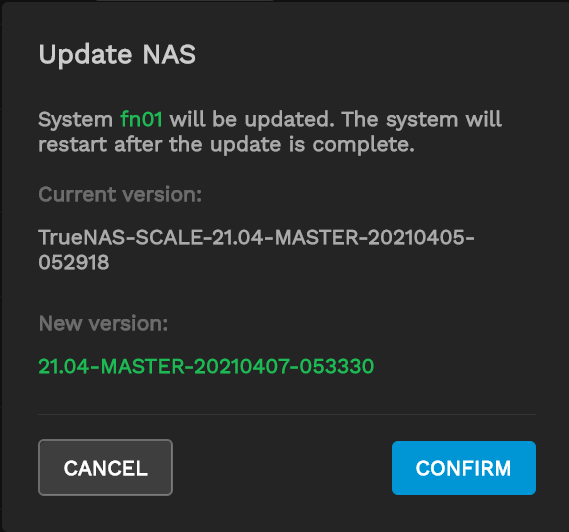 Update NAS
System fn01 will be updated. The system will
restart after the update is complete.
Current version:
TrueNAS-SCALE-21.04-MASTER-20210405-
052918
New version:
21.04-MASTER-20210407-053330
CANCEL
CONFIRM